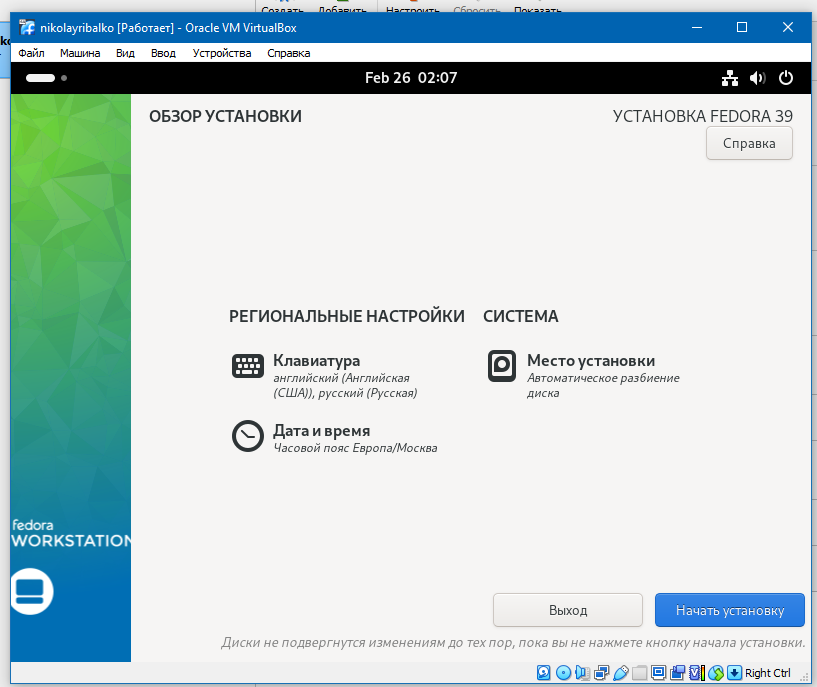 Создать Добавить Настроить Сбросить Показать
nikolayribalko [Работает] - Oracle VM VirtualBox
Файл Машина Вид Ввод Устройства Справка
Feb 26 02:07
ОБЗОР УСТАНОВКИ
УСТАНОВКА FEDORA 39
Справка
РЕГИОНАЛЬНЫЕ НАСТРОЙКИ
СИСТЕМА
Клавиатура
английский (Английская
(США)), русский (Русская)
Место установки
Автоматическое разбиение
диска
Дата и время
Часовой пояс Европа/Москва
fedora
WORKSTATION
Выход
Начать установку
Диски не подвергнутся изменениям до тех пор, пока вы не нажмете кнопку начала установки.
Right Ctrl